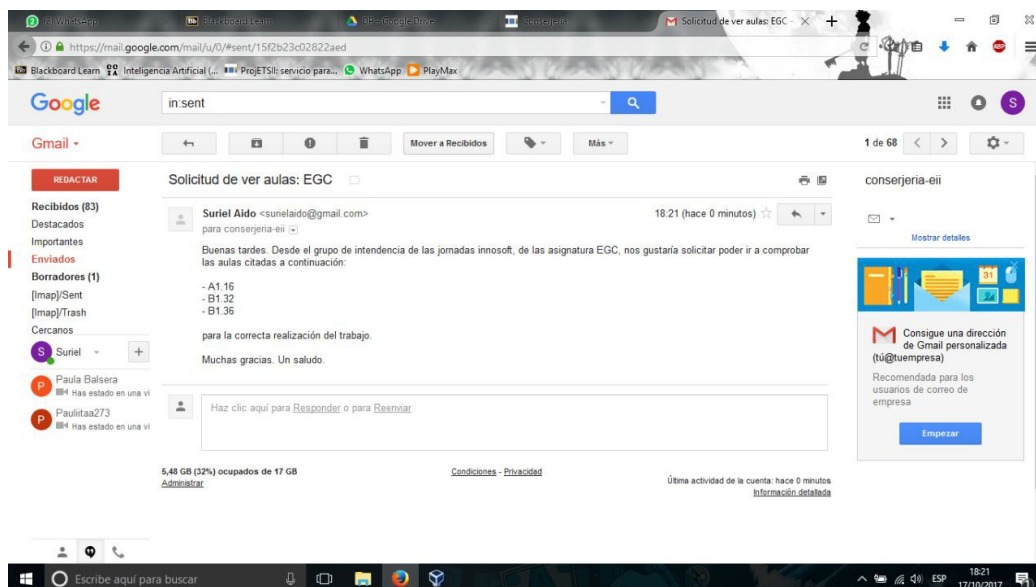 (2) WhatsApp
Blackboard Learn
DP - Google Drive
Conserjería
Solicitud de ver aulas: EGC -
https://mail.google.com/mail/u/0/#sent/15f2b23c02822aed
Blackboard Learn
Inteligencia Artificial (...
ProjETSII: servicio para...
WhatsApp
PlayMax
Google
in:sent
S
Gmail
Mover a Recibidos
Más
1 de 68
REDACTAR
Solicitud de ver aulas: EGC
conserjeria-eii
Recibidos (83)
Destacados
Importantes
Enviados
Borradores (1)
[Imap]/Sent
[Imap]/Trash
Cercanos
S Suriel
P Paula Balsera
Has estado en una vi
P Pauliitaa273
Has estado en una vi
Suriel Aido <surielaido@gmail.com>
18:21 (hace 0 minutos)
para conserjeria-eii
Buenas tardes. Desde el grupo de intendencia de las jornadas innosoft, de las asignatura EGC, nos gustaría solicitar poder ir a comprobar
las aulas citadas a continuación:
- A1.16
- B1.32
- B1.36
para la correcta realización del trabajo.
Muchas gracias. Un saludo.
Haz clic aquí para Responder o para Reenviar
5,48 GB (32%) ocupados de 17 GB
Administrar
Condiciones - Privacidad
Última actividad de la cuenta: hace 0 minutos
Información detallada
Mostrar detalles
31
Consigue una dirección
de Gmail personalizada
(tú@tuempresa)
Recomendada para los
usuarios de correo de
empresa
Empezar
Escribe aquí para buscar
ESP
18:21
17/10/2017